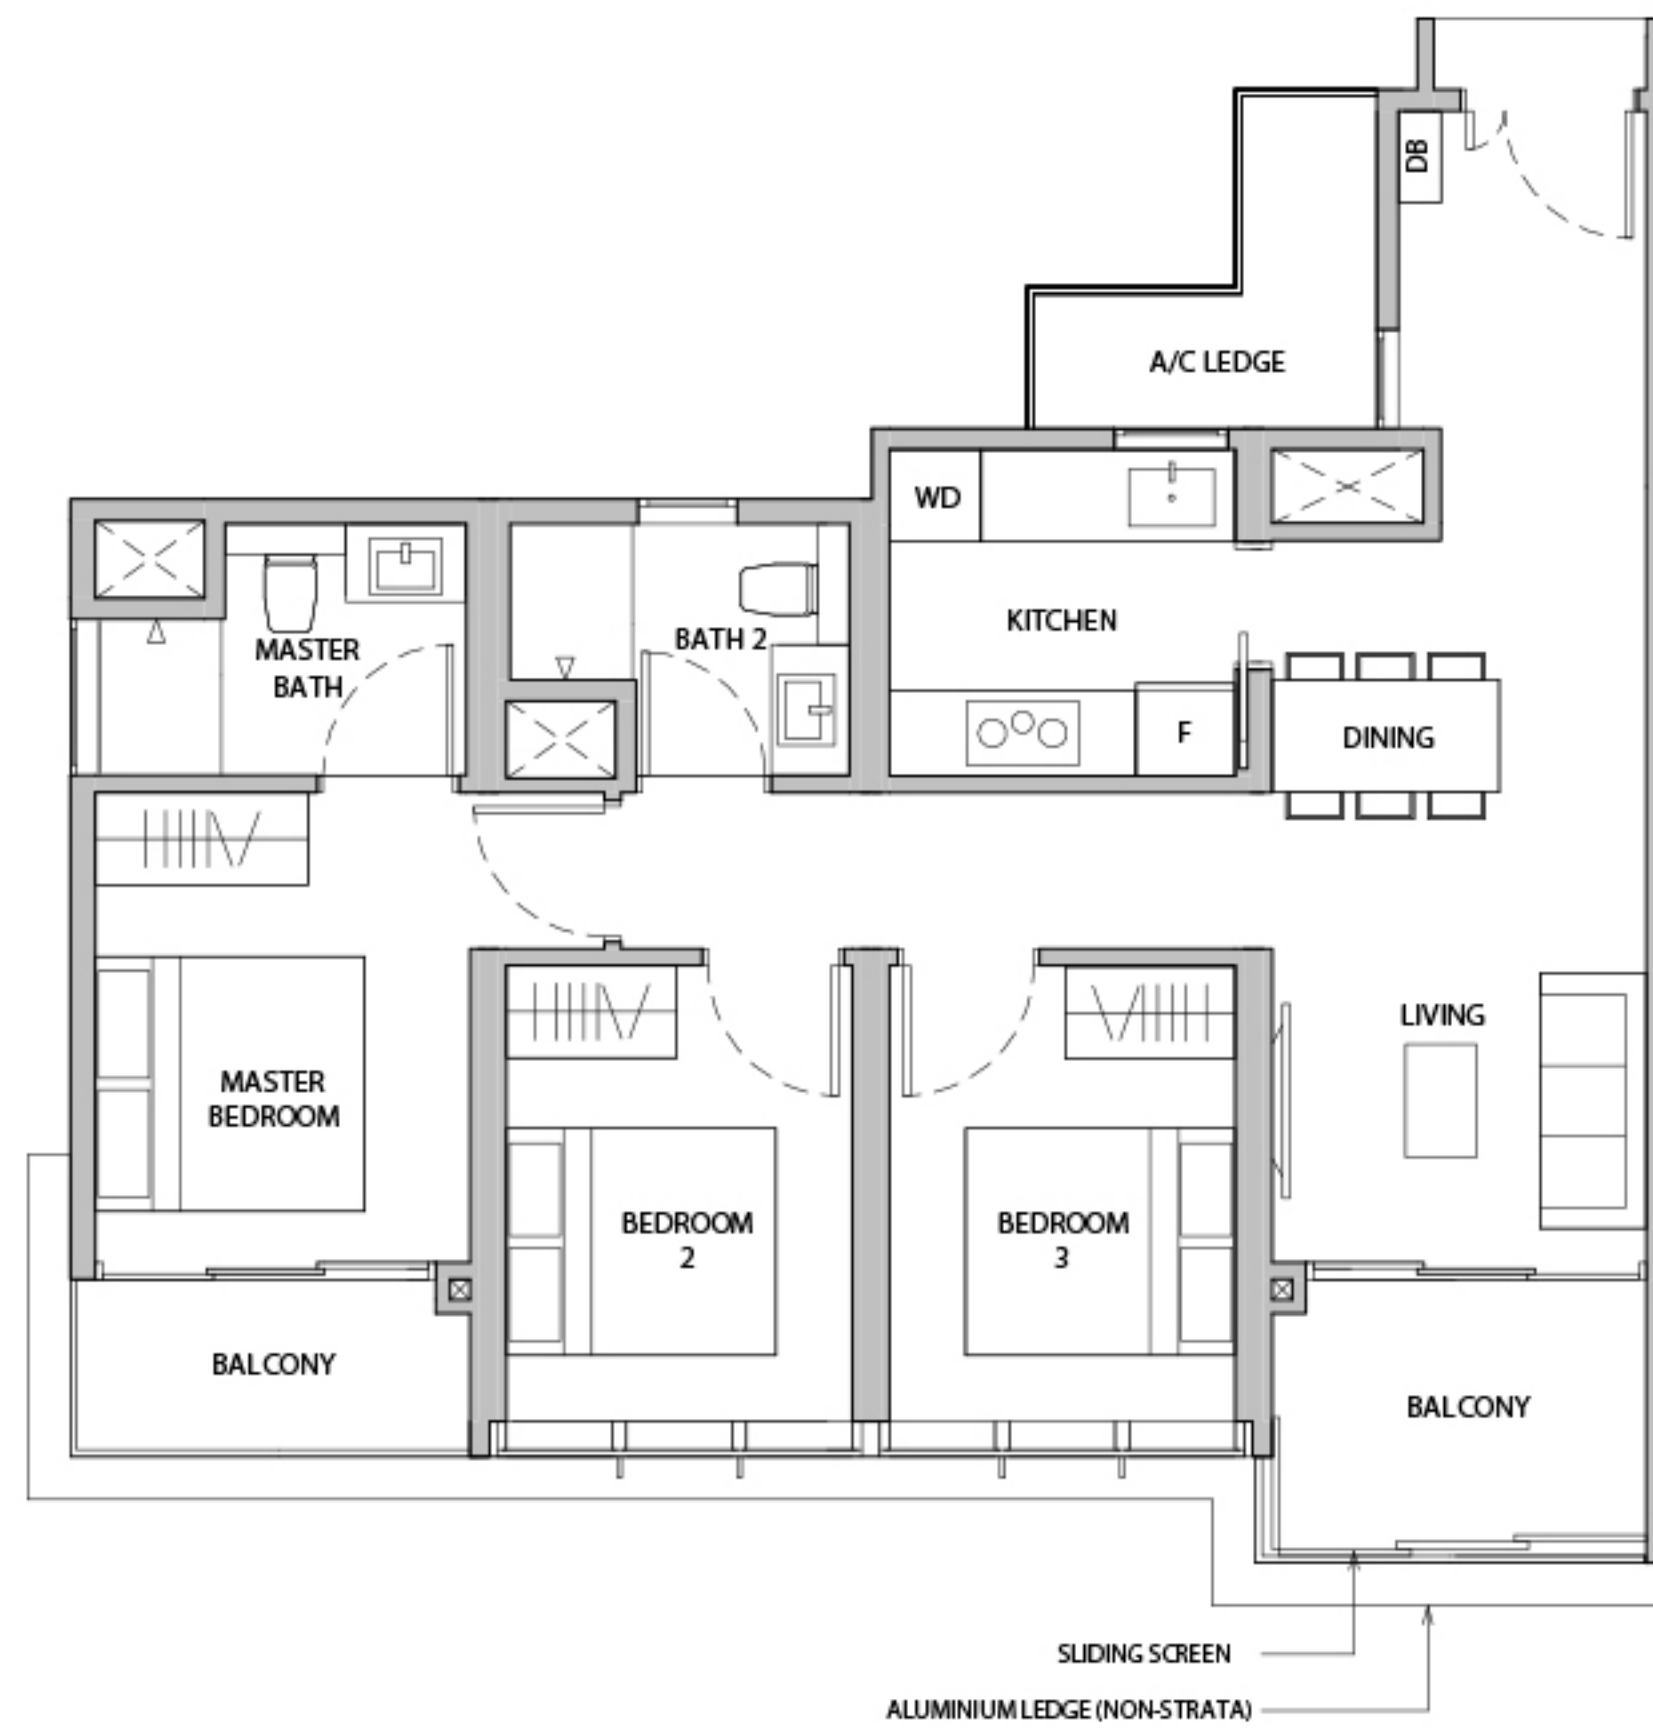 DB
A/C LEDGE
WD
KITCHEN
MASTER
BATH
BATH 2
F
DINING
LIVING
MASTER
BEDROOM
BEDROOM
2
BEDROOM
3
BALCONY
BALCONY
SLIDING SCREEN
ALUMINIUM LEDGE (NON-STRATA)